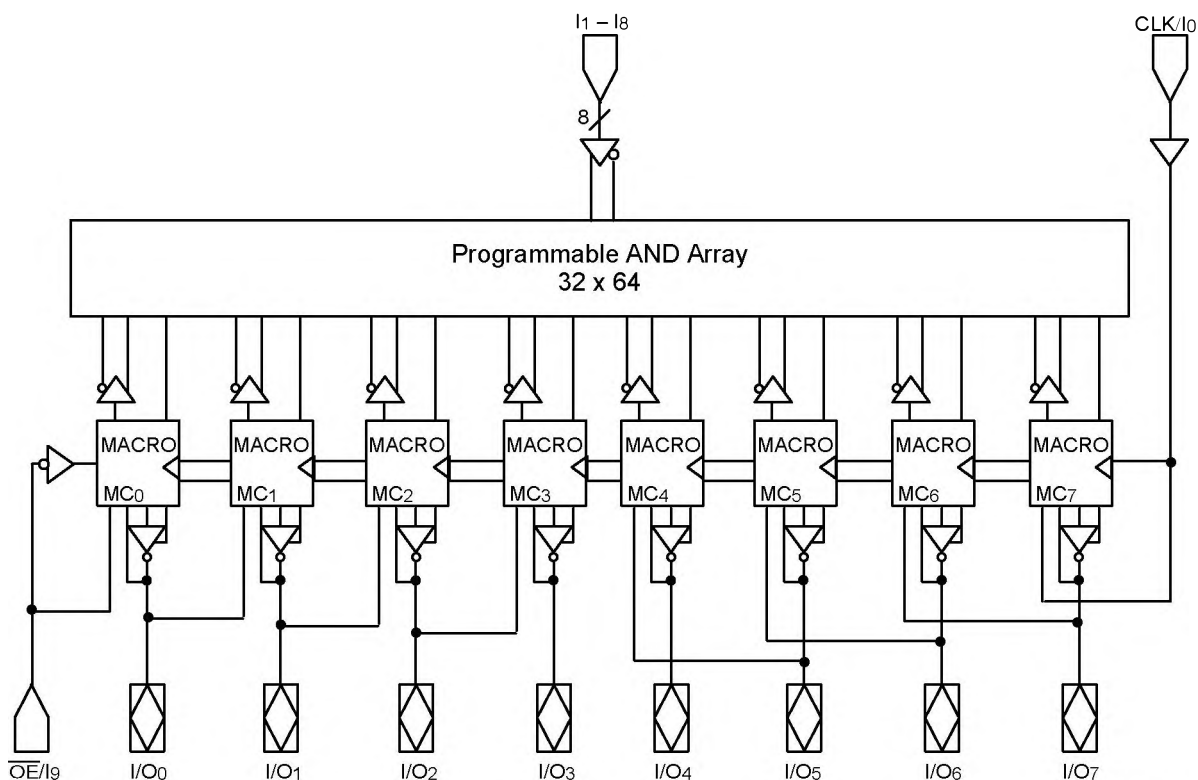 I1 – I8
CLK/I0
8
Programmable AND Array
32 x 64
MACRO MACRO MACRO MACRO MACRO MACRO MACRO MACRO
MC0 MC1 MC2 MC3 MC4 MC5 MC6 MC7
O̅E̅/I9 I/O0 I/O1 I/O2 I/O3 I/O4 I/O5 I/O6 I/O7